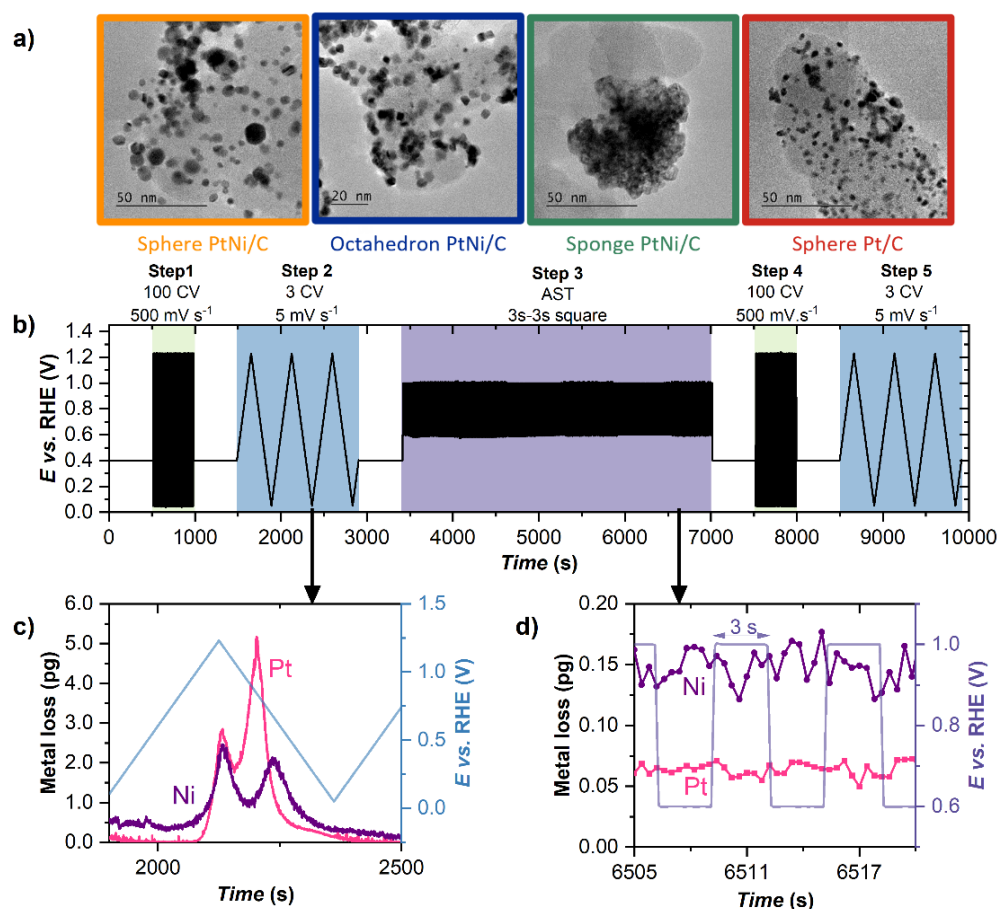 a)
50 nm
20 nm
50 nm
50 nm
Sphere PtNi/C
Octahedron PtNi/C
Sponge PtNi/C
Sphere Pt/C
Step1
100 CV
500 mV s⁻¹
Step 2
3 CV
5 mV s⁻¹
Step 3
AST
3s-3s square
Step 4
100 CV
500 mV.s⁻¹
Step 5
3 CV
5 mV s⁻¹
b)
E vs. RHE (V)
1.4
1.2
1.0
0.8
0.6
0.4
0.2
0.0
0 1000 2000 3000 4000 5000 6000 7000 8000 9000 10000
Time (s)
c)
Metal loss (pg)
6.0
5.0
4.0
3.0
2.0
1.0
0.0
Pt
Ni
1.5
1.0
0.5
0.0
E vs. RHE (V)
2000 2500
Time (s)
d)
Metal loss (pg)
0.20
0.15
0.10
0.05
0.00
3 s
Ni
Pt
1.0
0.9
0.8
0.7
0.6
E vs. RHE (V)
6505 6511 6517
Time (s)